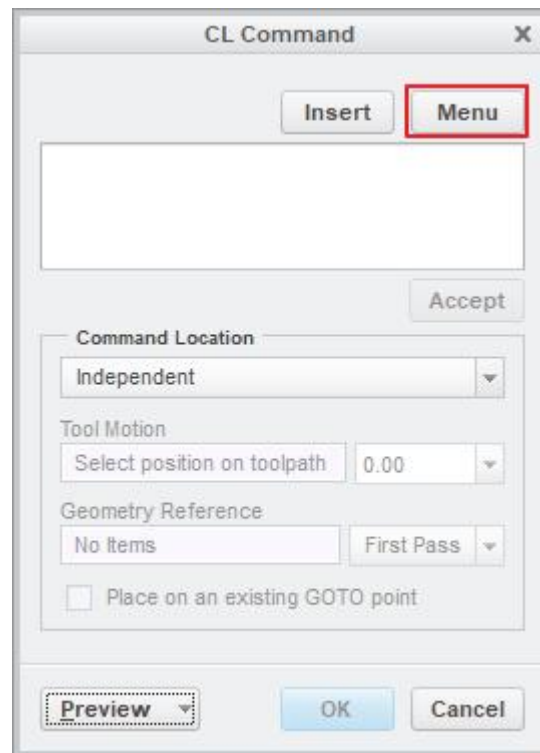 CL Command
Insert Menu
Accept
Command Location
Independent
Tool Motion
Select position on toolpath 0.00
Geometry Reference
No Items First Pass
Place on an existing GOTO point
Preview OK Cancel